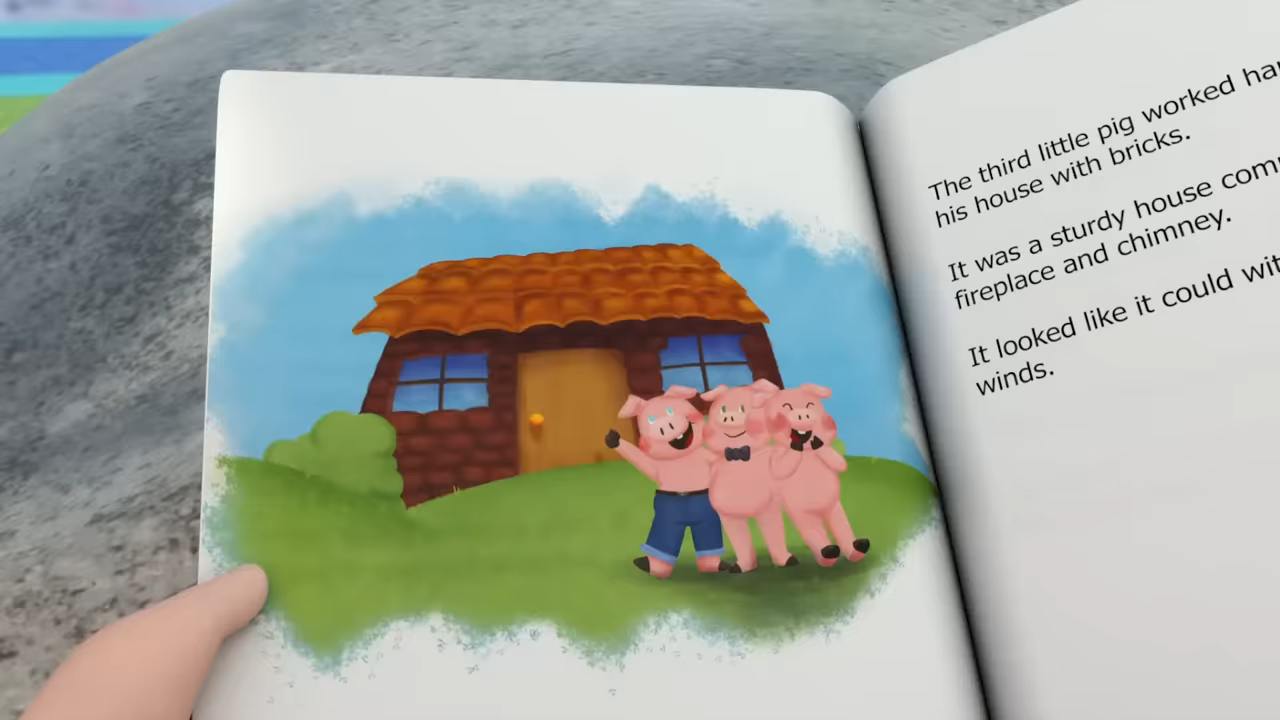 The third little pig worked
his house with bricks.
It was a sturdy house
fireplace and chimney.
It looked like it could
winds.